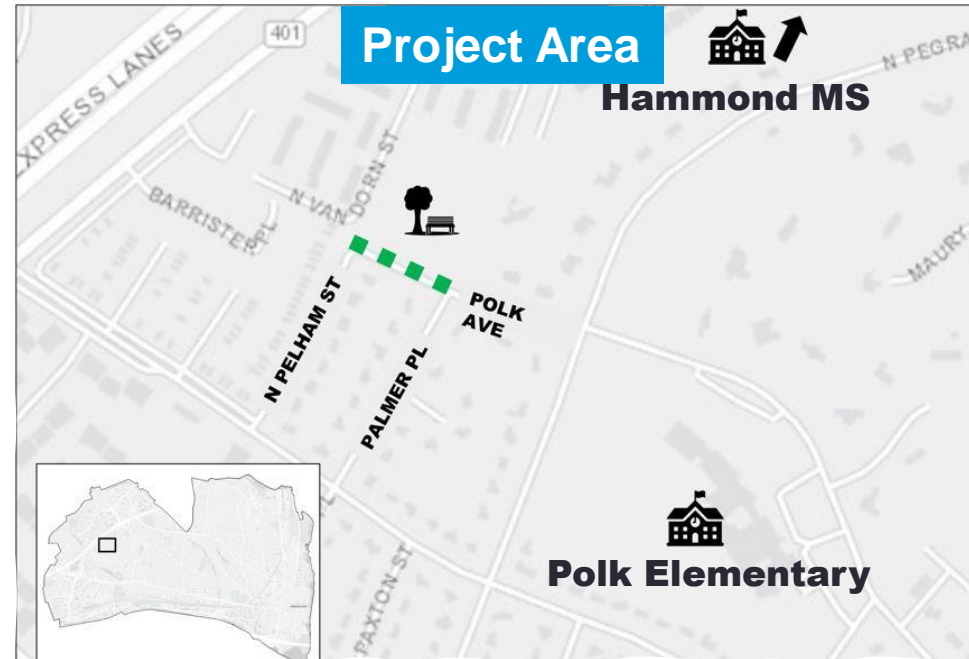 Project Area
401
EXPRESS LANES
Hammond MS
N PEGRA
N VAN DORN ST
BARRISTER PL
MAURY
POLK
AVE
N PELHAM ST
PALMER PL
PAXTON ST
Polk Elementary